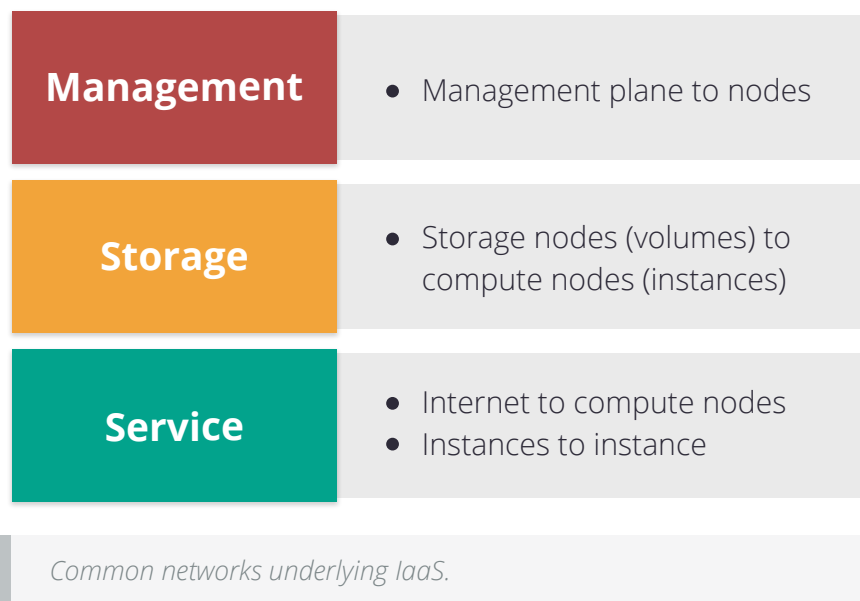 Management
• Management plane to nodes
Storage
• Storage nodes (volumes) to
compute nodes (instances)
Service
• Internet to compute nodes
• Instances to instance
Common networks underlying IaaS.